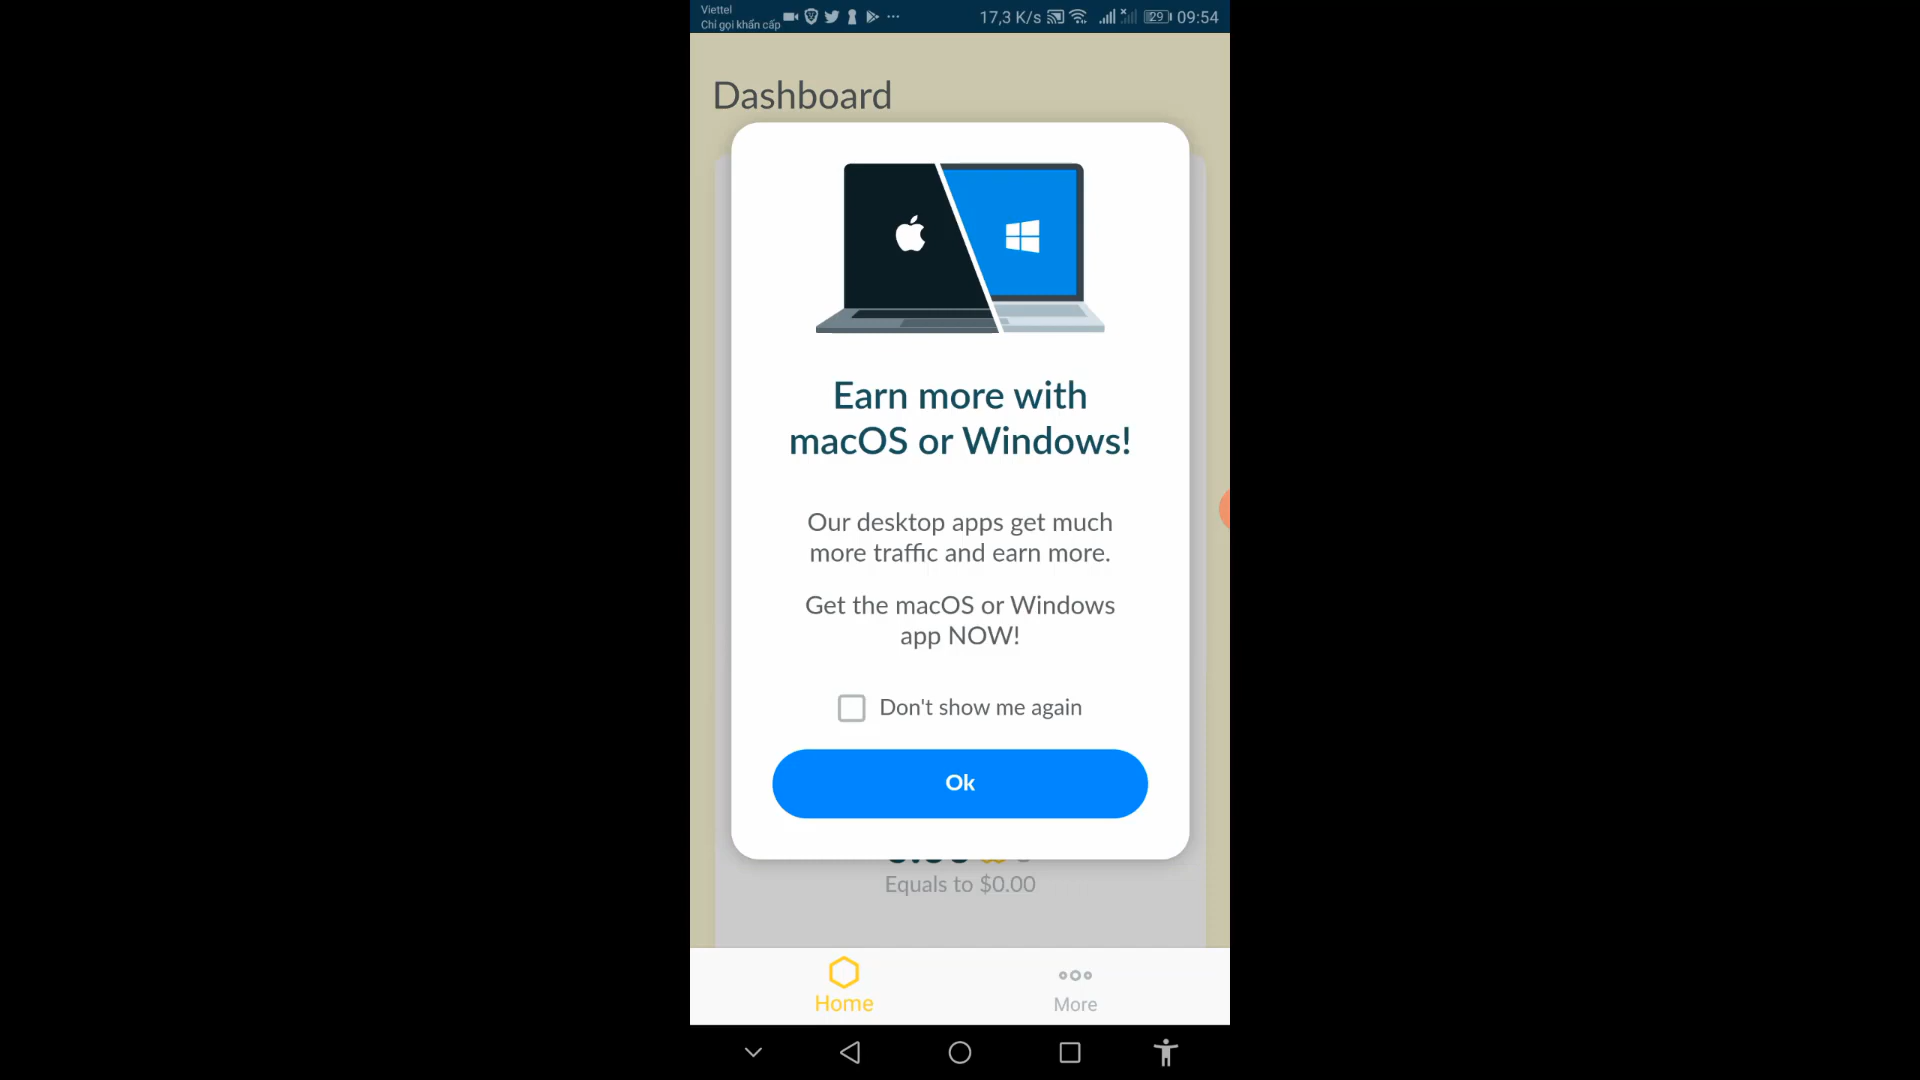 Viettel
Chỉ gọi khẩn cấp
17,3 K/s
29
09:54
Dashboard
Earn more with
macOS or Windows!
Our desktop apps get much
more traffic and earn more.
Get the macOS or Windows
app NOW!
Don't show me again
Ok
Equals to $0.00
Home
More